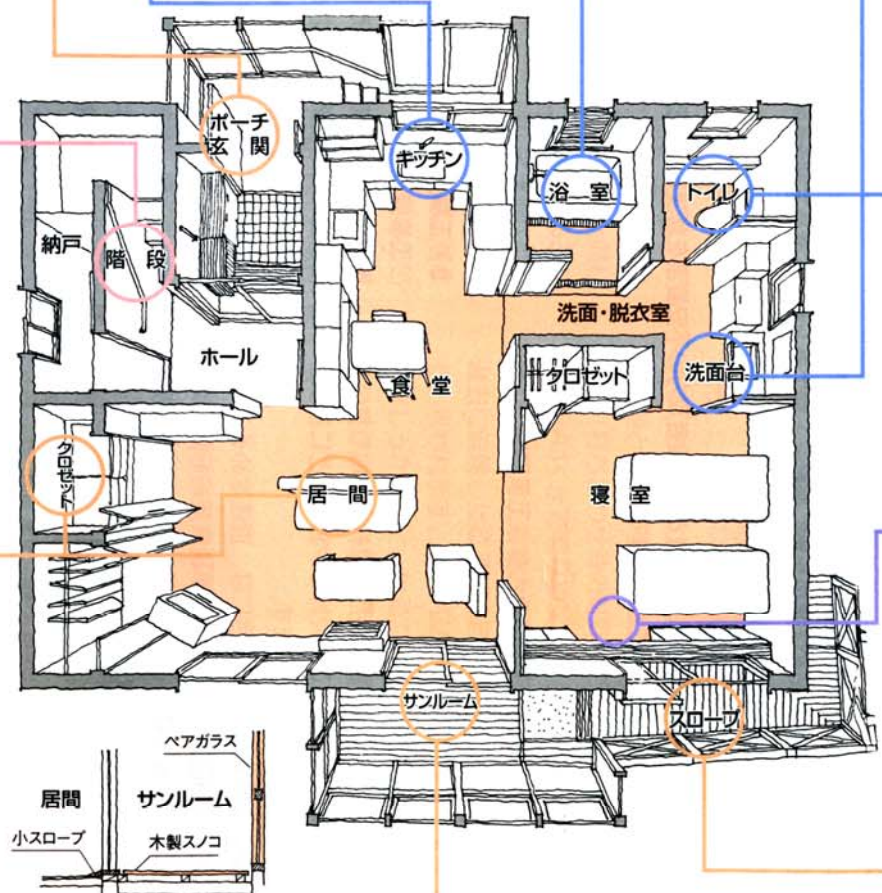 ポーチ
玄関
キッチン
浴室
トイレ
納戸
階段
洗面・脱衣室
ホール
食堂
クロゼット
洗面台
クロゼット
居間
寝室
サンルーム
スロープ
ペアガラス
居間
サンルーム
小スロープ
木製スノコ